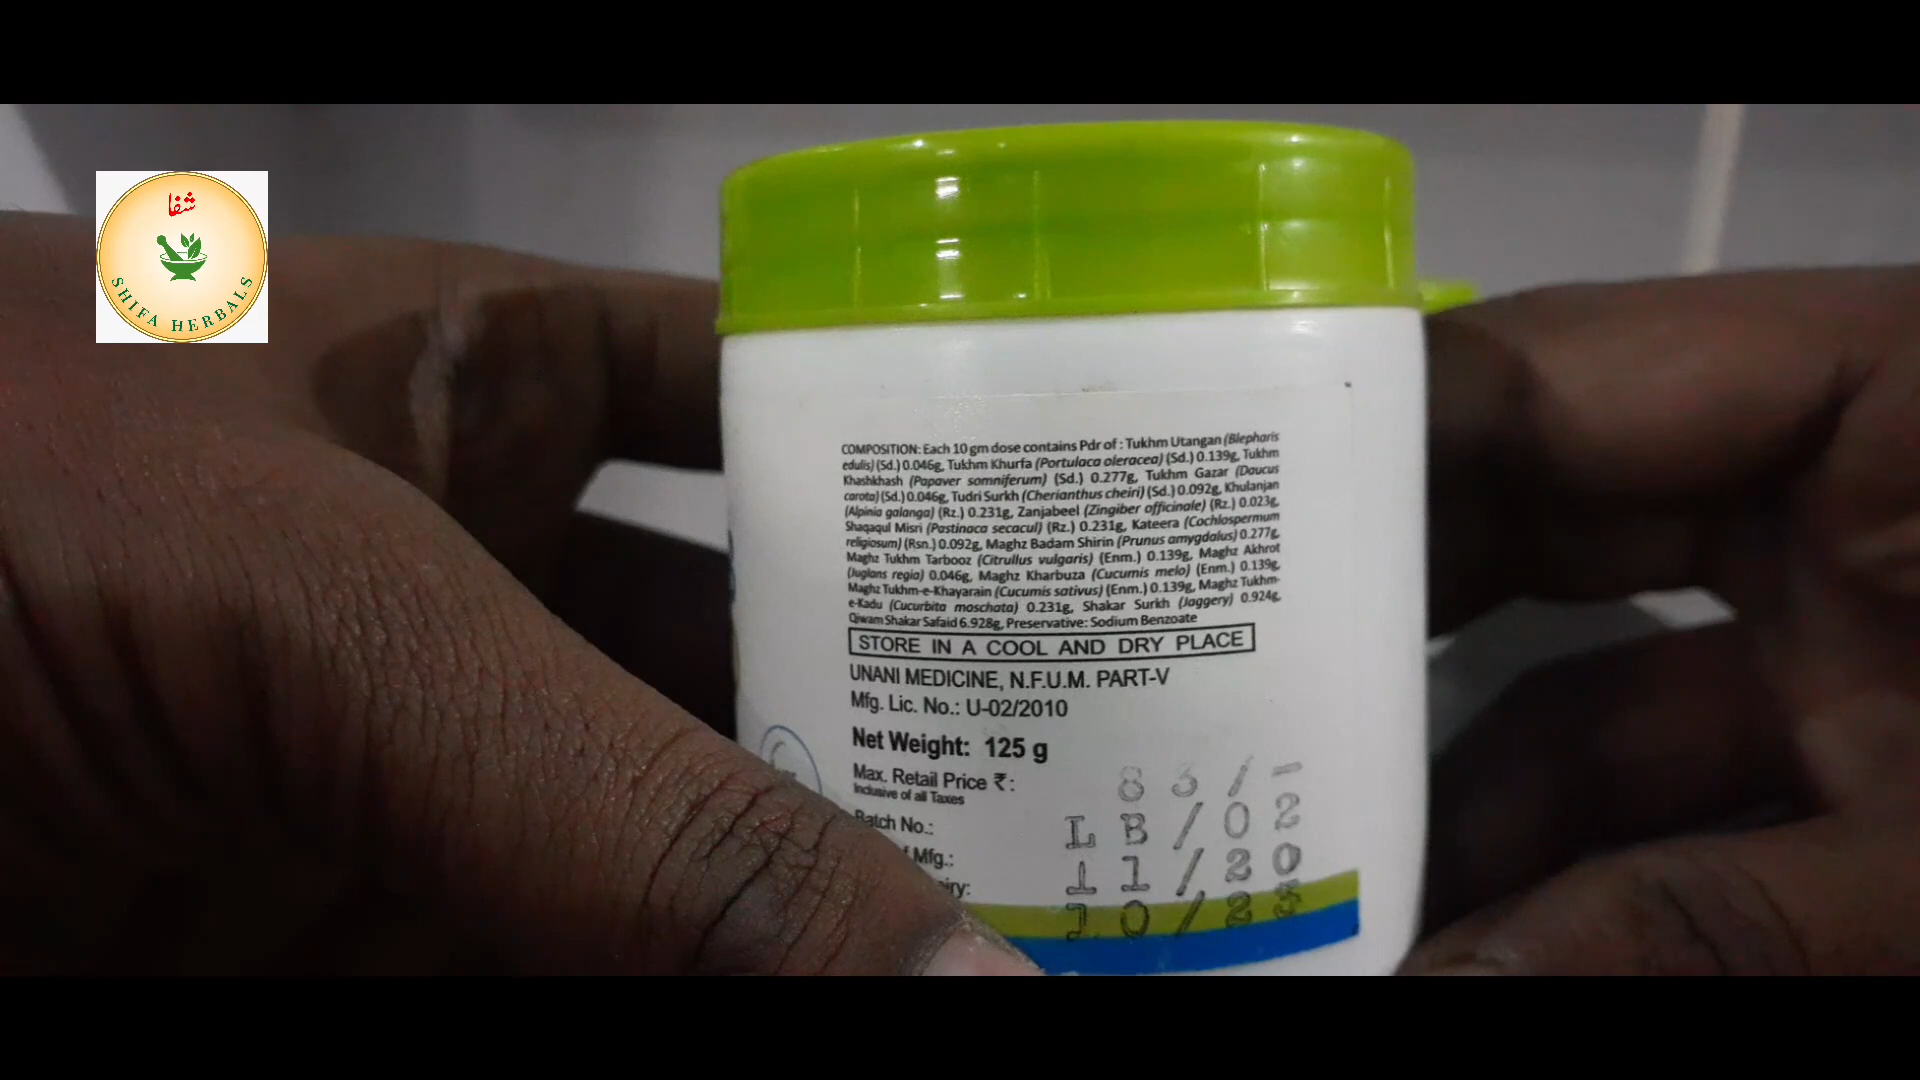 شفا
SHIFA HERBALS
COMPOSITION: Each 10 gm dose contains Pdr of : Tukhm Utangan (Blepharis
edulis) (Sd.) 0.046g, Tukhm Khurfa (Portulaca oleracea) (Sd.) 0.139g, Tukhm
Khashkhash (Papaver somniferum) (Sd.) 0.277g, Tukhm Gazar (Daucus
carota) (Sd.) 0.046g, Tudri Surkh (Cherianthus cheiri) (Sd.) 0.092g, Khulanjan
(Alpinia galanga) (Rz.) 0.231g, Zanjabeel (Zingiber officinale) (Rz.) 0.023g,
Shaqaqul Misri (Pastinaca secacul) (Rz.) 0.231g, Kateera (Cochlospermum
religiosum) (Rsn.) 0.092g, Maghz Badam Shirin (Prunus amygdalus) 0.277g,
Maghz Tukhm Tarbooz (Citrullus vulgaris) (Enm.) 0.139g, Maghz Akhrot
(Juglans regia) 0.046g, Maghz Kharbuza (Cucumis melo) (Enm.) 0.139g,
Maghz Tukhm-e-Khayarain (Cucumis sativus) (Enm.) 0.139g, Maghz Tukhm-
e-Kadu (Cucurbita moschata) 0.231g, Shakar Surkh (Jaggery) 0.924g,
Qiwam Shakar Safaid 6.928g, Preservative: Sodium Benzoate
STORE IN A COOL AND DRY PLACE
UNANI MEDICINE, N.F.U.M. PART-V
Mfg. Lic. No.: U-02/2010
Net Weight: 125 g
Max. Retail Price ₹: 83/-
Inclusive of all Taxes
Batch No.: LB/02
Mfg.: 11/20
10/23